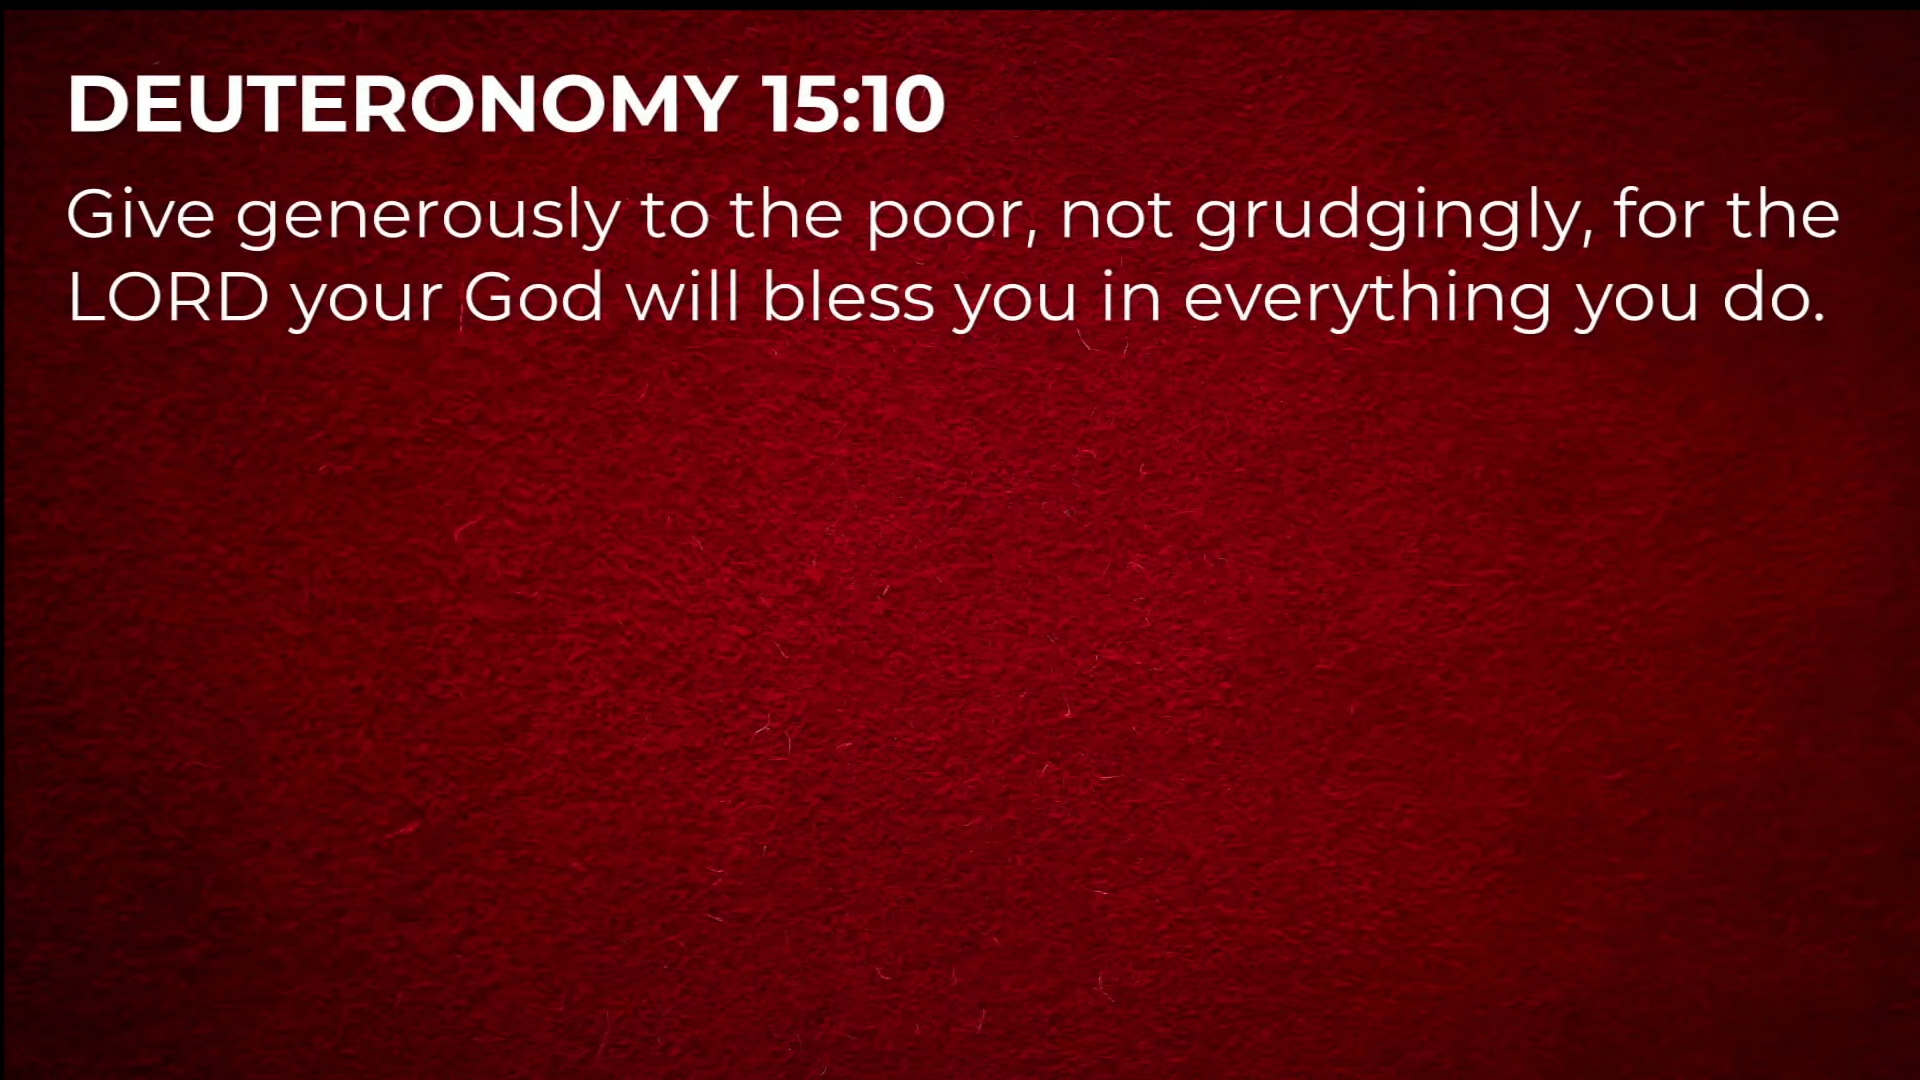 DEUTERONOMY 15:10
Give generously to the poor, not grudgingly, for the
LORD your God will bless you in everything you do.